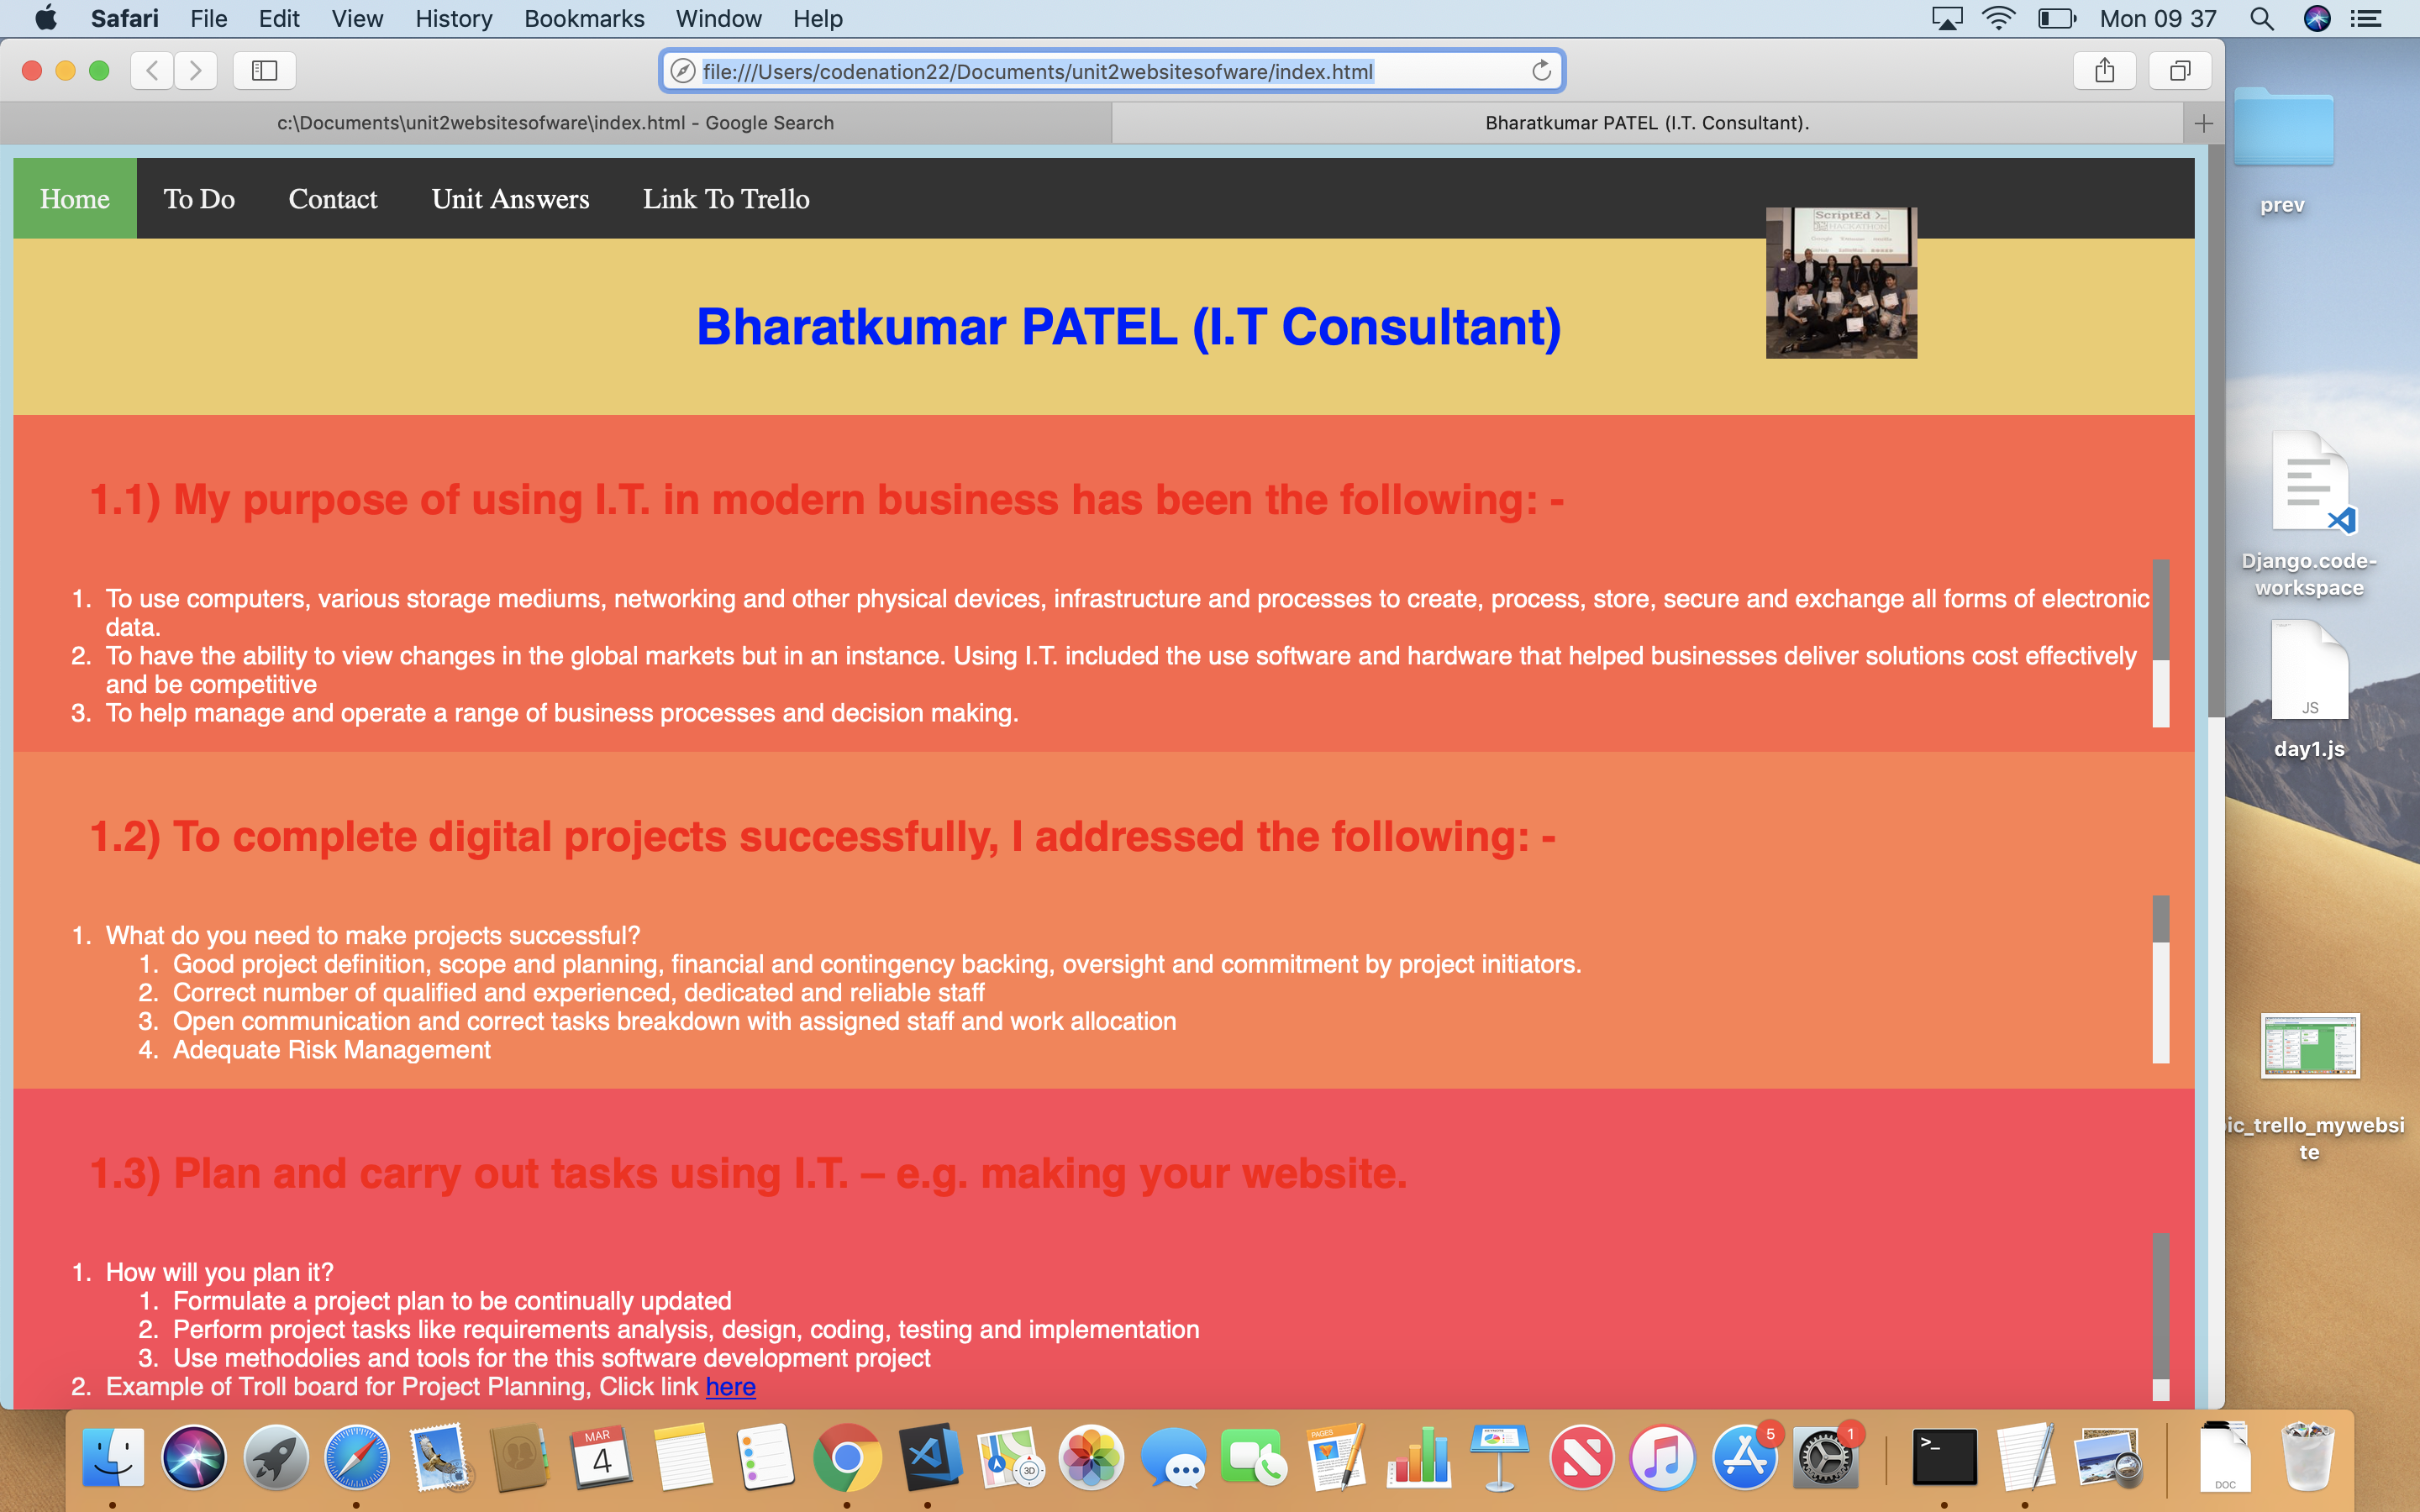 Safari File Edit View History Bookmarks Window Help Mon 09 37
file:///Users/codenation22/Documents/unit2websitesofware/index.html
c:\Documents\unit2websitesofware\index.html - Google Search
Bharatkumar PATEL (I.T. Consultant).
Home To Do Contact Unit Answers Link To Trello
ScriptEd >_
HACKATHON
Bharatkumar PATEL (I.T Consultant)
1.1) My purpose of using I.T. in modern business has been the following: -
1. To use computers, various storage mediums, networking and other physical devices, infrastructure and processes to create, process, store, secure and exchange all forms of electronic
data.
2. To have the ability to view changes in the global markets but in an instance. Using I.T. included the use software and hardware that helped businesses deliver solutions cost effectively
and be competitive
3. To help manage and operate a range of business processes and decision making.
1.2) To complete digital projects successfully, I addressed the following: -
1. What do you need to make projects successful?
1. Good project definition, scope and planning, financial and contingency backing, oversight and commitment by project initiators.
2. Correct number of qualified and experienced, dedicated and reliable staff
3. Open communication and correct tasks breakdown with assigned staff and work allocation
4. Adequate Risk Management
1.3) Plan and carry out tasks using I.T. – e.g. making your website.
1. How will you plan it?
1. Formulate a project plan to be continually updated
2. Perform project tasks like requirements analysis, design, coding, testing and implementation
3. Use methodolies and tools for the this software development project
2. Example of Troll board for Project Planning, Click link here
prev
Django.code-
workspace
JS
day1.js
ic_trello_mywebsi
te
MAR
4
3D
PAGES
5
1
>_
DOC